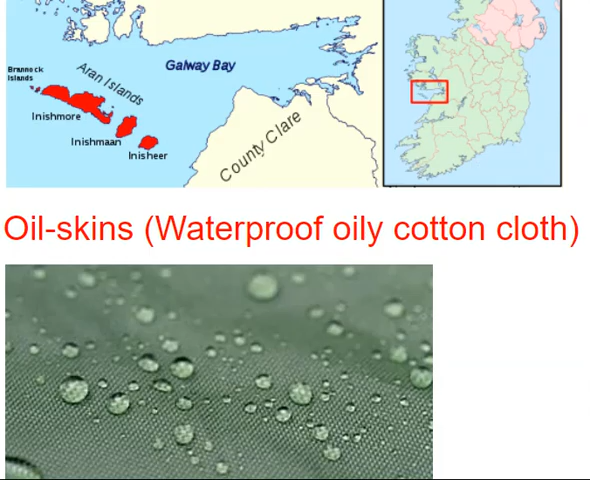 Galway Bay
Brannock
Islands
Aran Islands
Inishmore
Inishmaan
Inisheer
County Clare
Oil-skins (Waterproof oily cotton cloth)